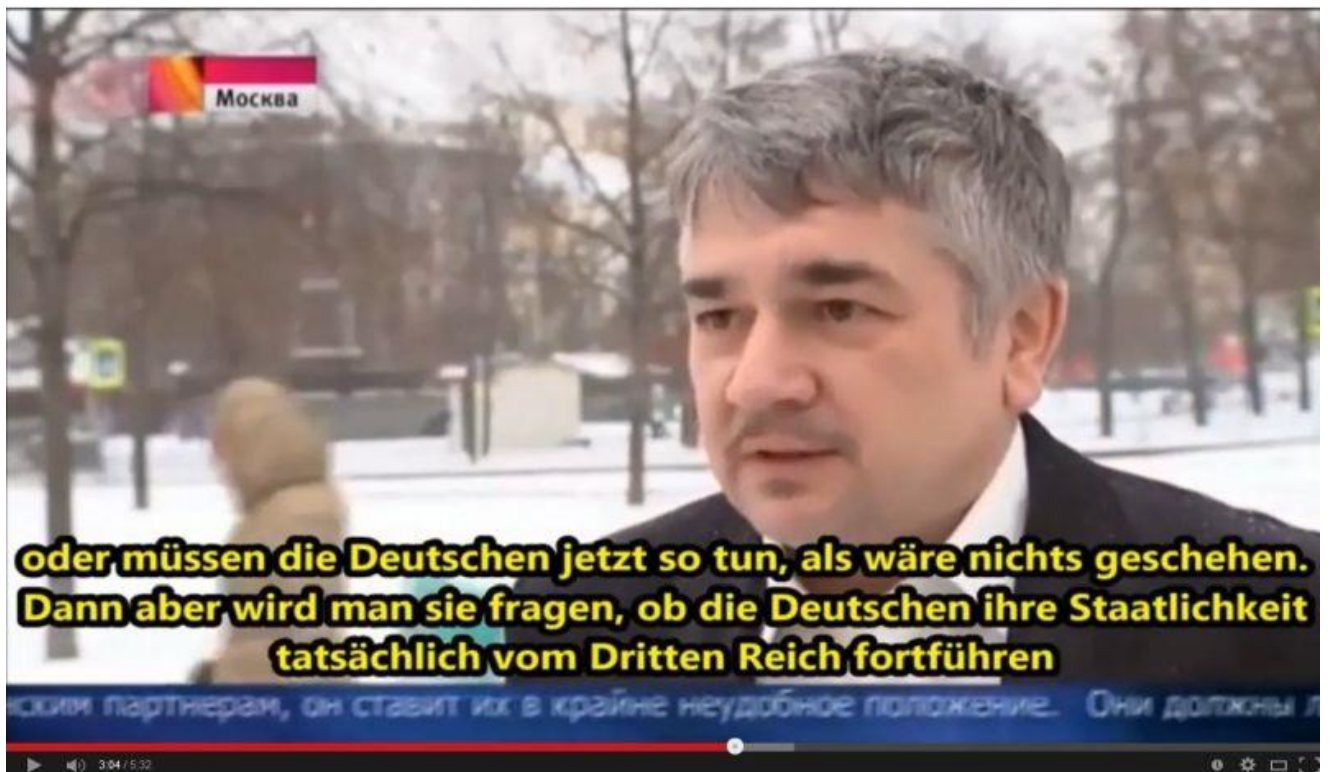 Москва
oder müssen die Deutschen jetzt so tun, als wäre nichts geschehen.
Dann aber wird man sie fragen, ob die Deutschen ihre Staatlichkeit
tatsächlich vom Dritten Reich fortführen
партнерам, он ставит их в крайне неудобное положение. Они должны
3:04 / 5:32